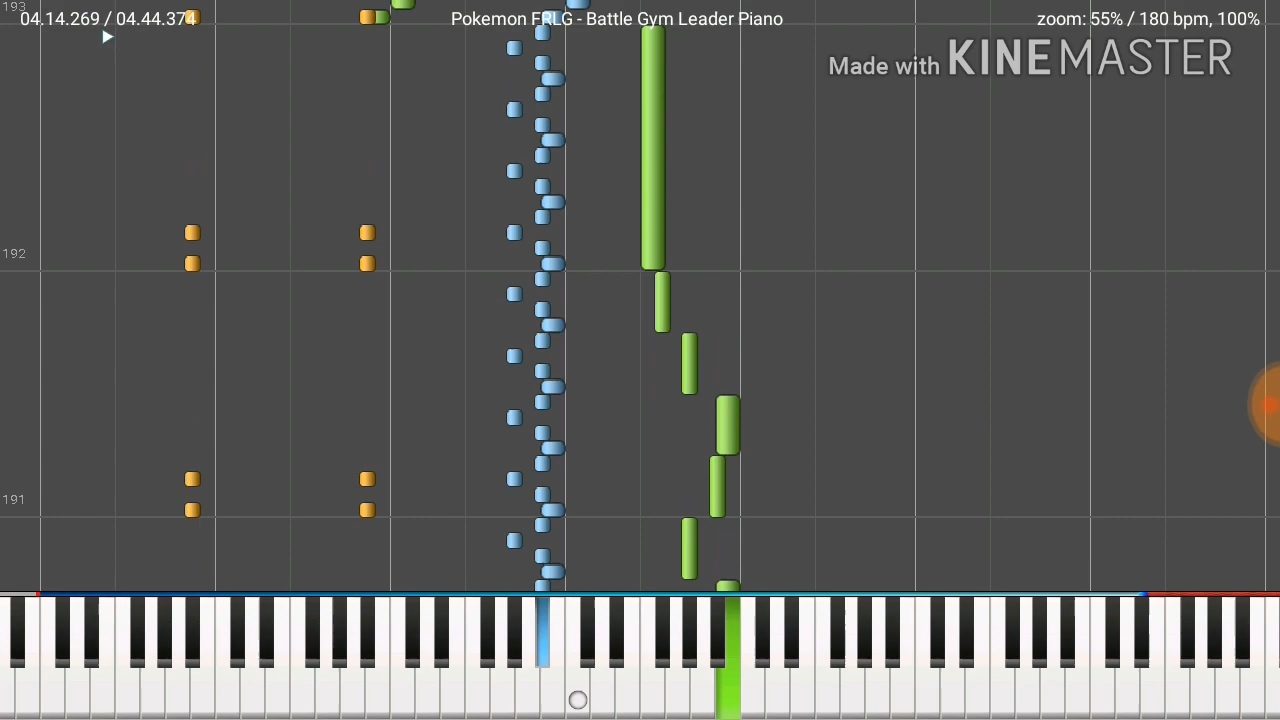 193
04.14.269 / 04.44.374
Pokemon FRLG - Battle Gym Leader Piano
zoom: 55% / 180 bpm, 100%
Made with KINEMASTER
192
191